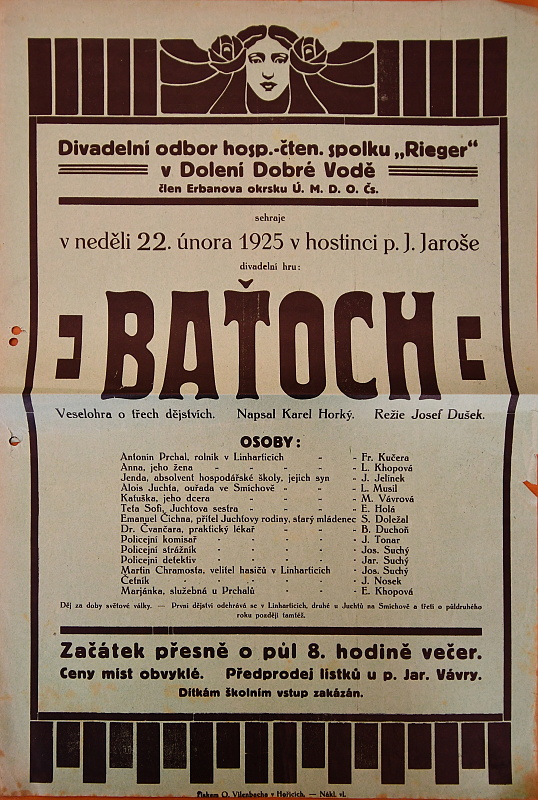 Divadelní odbor hosp.-čten. spolku „Rieger"
v Dolení Dobré Vodě
člen Erbanova okrsku Ú. M. D. O. Čs.
sehraje
v neděli 22. února 1925 v hostinci p. J. Jaroše
divadelní hru:
BAŤOCH
Veselohra o třech dějstvích. Napsal Karel Horký. Režie Josef Dušek.
OSOBY:
Antonín Prchal, rolník v Linharticích - - Fr. Kučera
Anna, jeho žena - - - - - L. Khopová
Jenda, absolvent hospodářské školy, jejich syn - J. Jelínek
Alois Juchta, ouřada ve Smíchově - - - L. Musil
Katuška, jeho dcera - - - - M. Vávrová
Teta Sofi, Juchtova sestra - - - - E. Holá
Emanuel Cichna, přítel Juchtovy rodiny, starý mládenec S. Doležal
Dr. Čvančara, praktický lékař - - - B. Duchoň
Policejní komisař - - - - J. Tonar
Policejní strážník - - - - Jos. Suchý
Policejní detektiv - - - - Jar. Suchý
Martin Chramosta, velitel hasičů v Linharticích - Jos. Suchý
Četník - - - - - J. Nosek
Marjánka, služebná u Prchalů - - - E. Khopová
Děj za doby světové války. — První dějství odehrává se v Linharticích, druhé u Juchtů na Smíchově a třetí o půldruhého
roku později tamtéž.
Začátek přesně o půl 8. hodině večer.
Ceny míst obvyklé. Předprodej lístků u p. Jar. Vávry.
Dítkám školním vstup zakázán.
Tiskem O. Vilenbacha v Hořicích. — Nákl. vl.